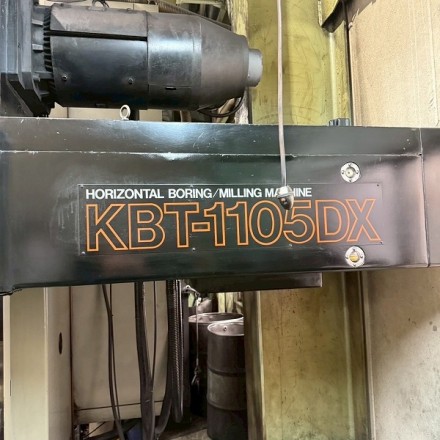 HORIZONTAL BORING/MILLING MACHINE
KBT-1105DX